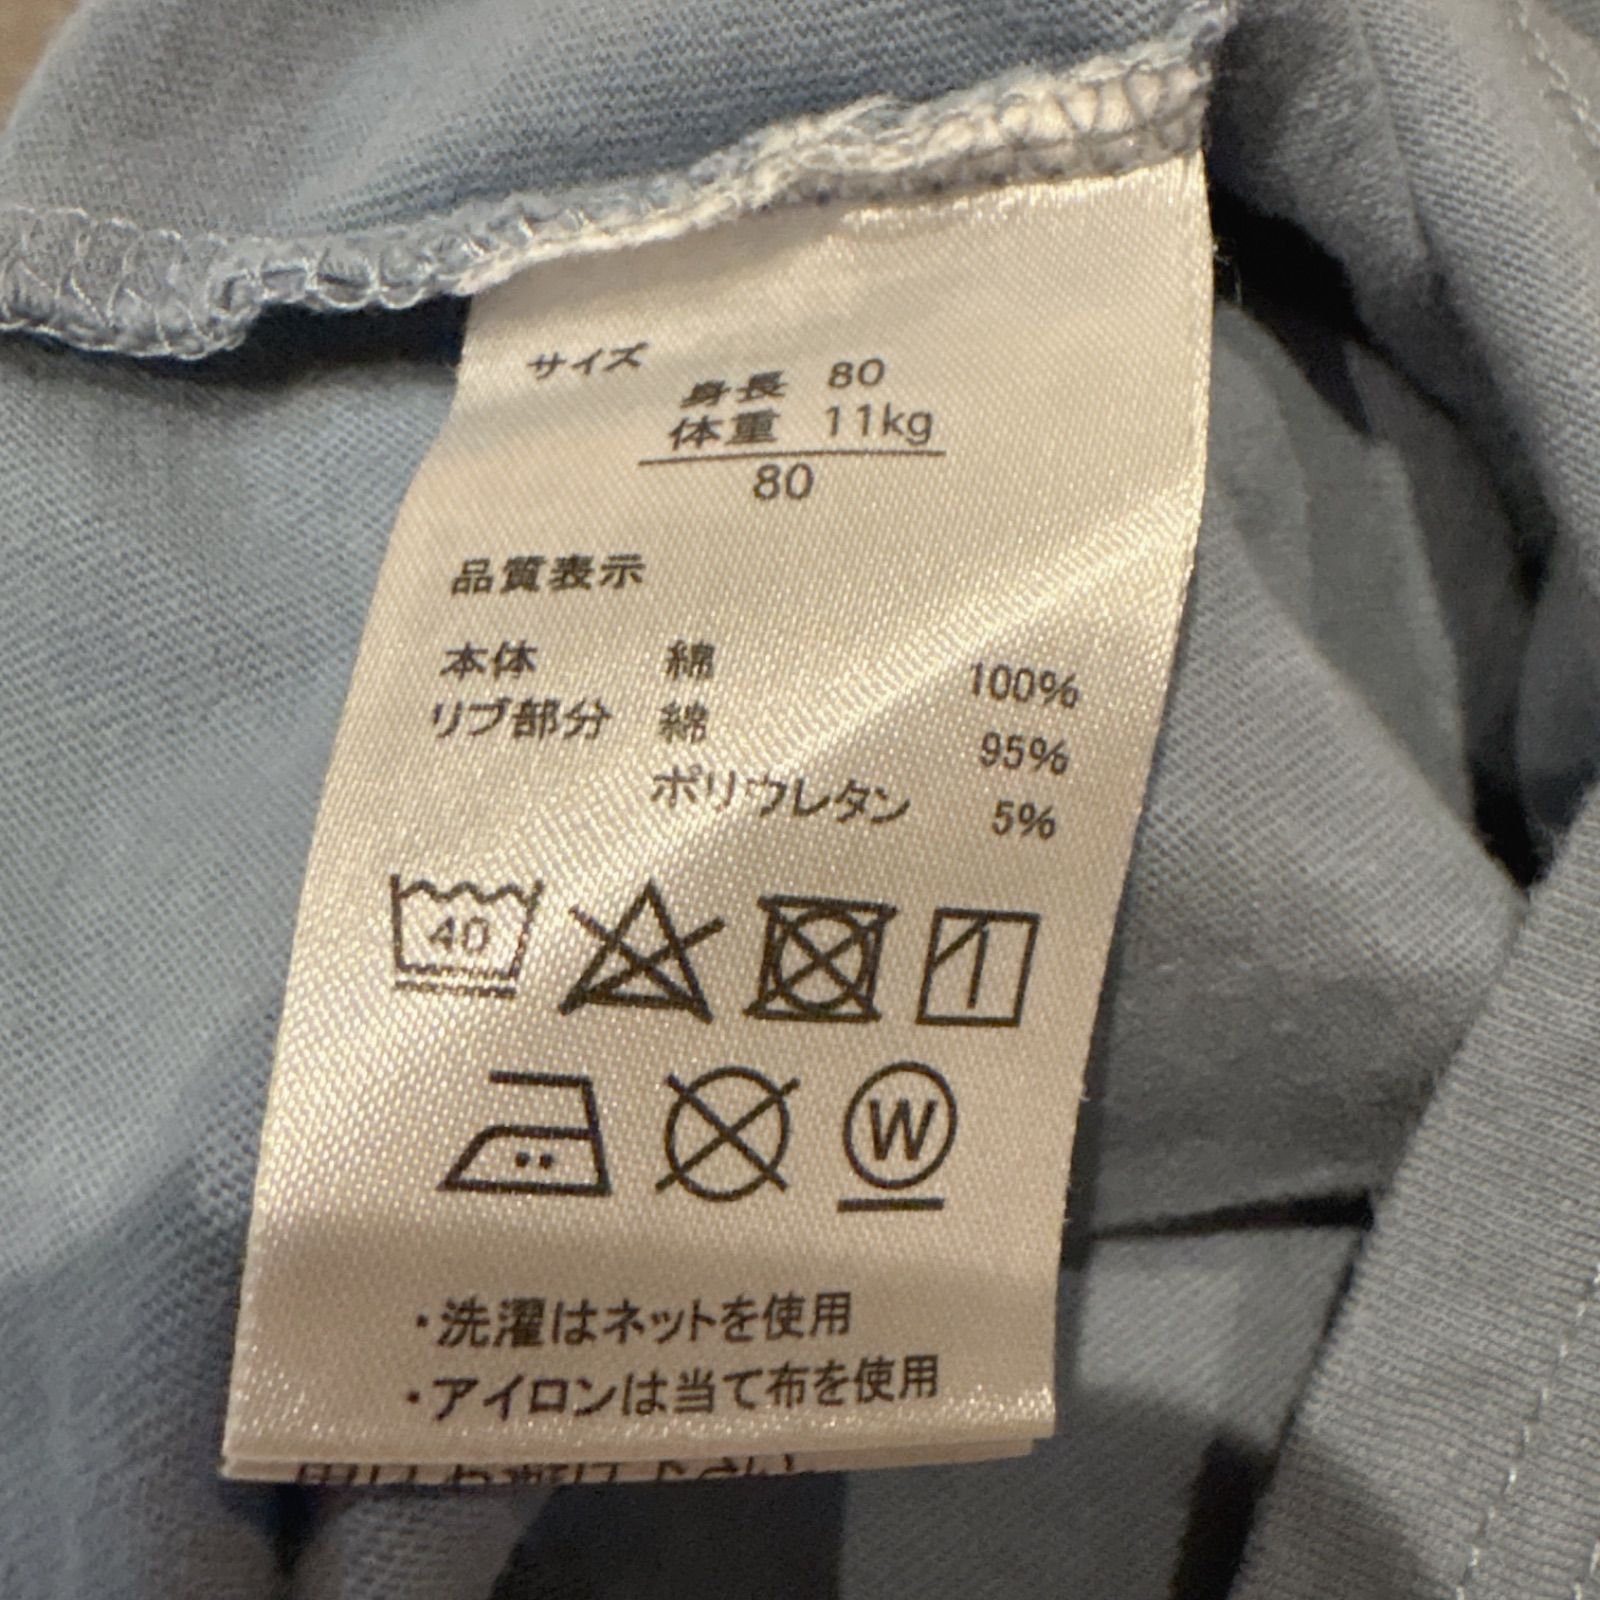 サイズ
身長 80
体重 11kg
80
品質表示
本体 綿 100%
リブ部分 綿 95%
ポリウレタン 5%
40
W
・洗濯はネットを使用
・アイロンは当て布を使用